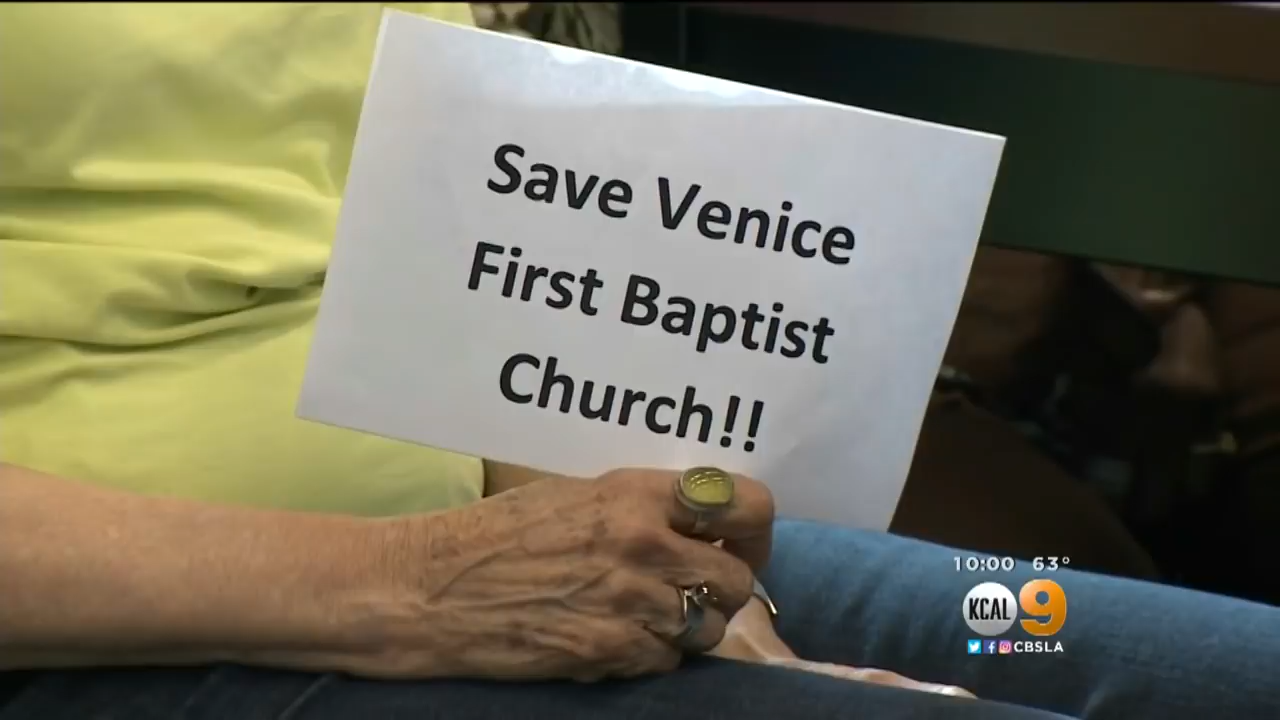 Save Venice
First Baptist
Church!!
10:00 63°
KCAL 9
CBSLA